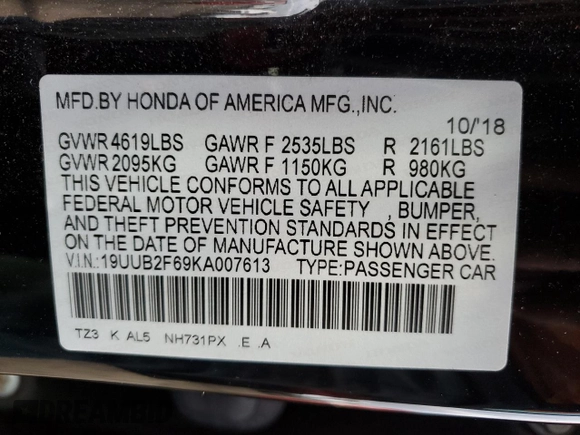 MFD.BY HONDA OF AMERICA MFG.,INC.
10/'18
GVWR 4619LBS GAWR F 2535LBS R 2161LBS
GVWR 2095KG GAWR F 1150KG R 980KG
THIS VEHICLE CONFORMS TO ALL APPLICABLE
FEDERAL MOTOR VEHICLE SAFETY , BUMPER,
AND THEFT PREVENTION STANDARDS IN EFFECT
ON THE DATE OF MANUFACTURE SHOWN ABOVE.
V.I.N.:19UUB2F69KA007613 TYPE:PASSENGER CAR
TZ3 K AL5 NH731PX .E .A